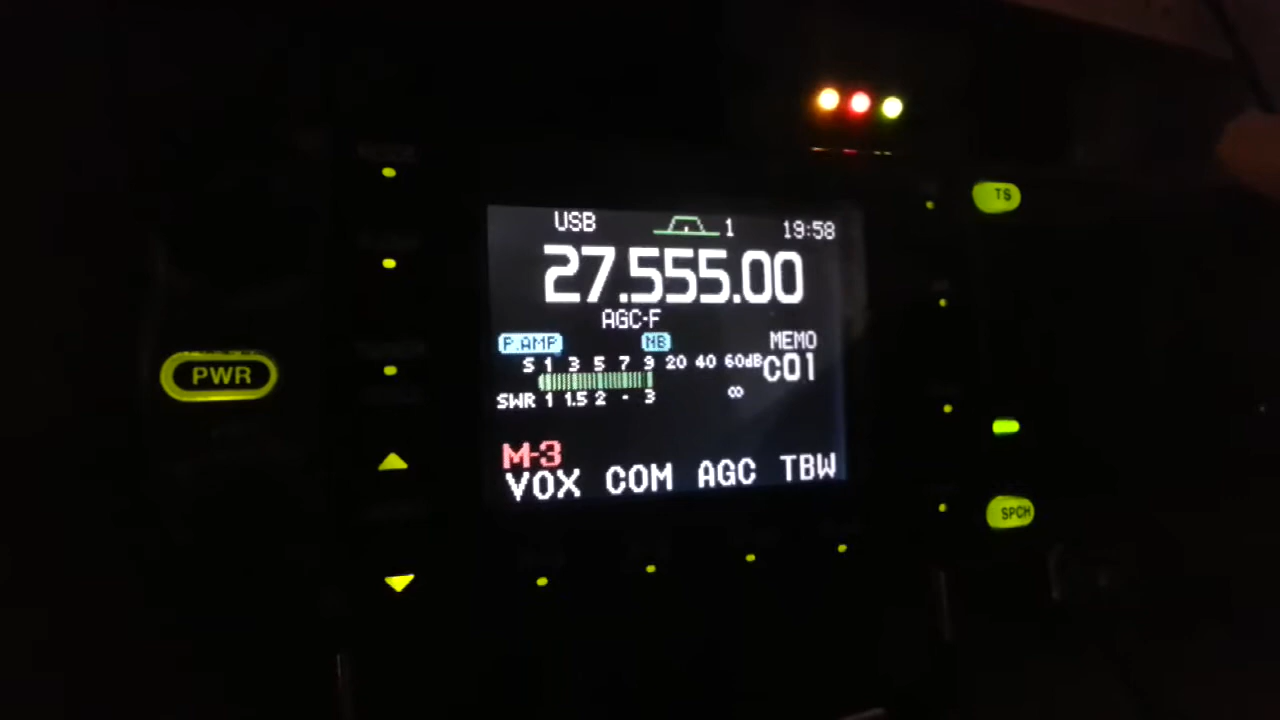 USB 1 19:58
27.555.00
AGC-F
P.AMP NB MEMO
S 1 3 5 7 9 20 40 60dB c01
SWR 1 1.5 2 - 3 ∞
M-3
VOX COM AGC TBW
PWR
TS
SPCH